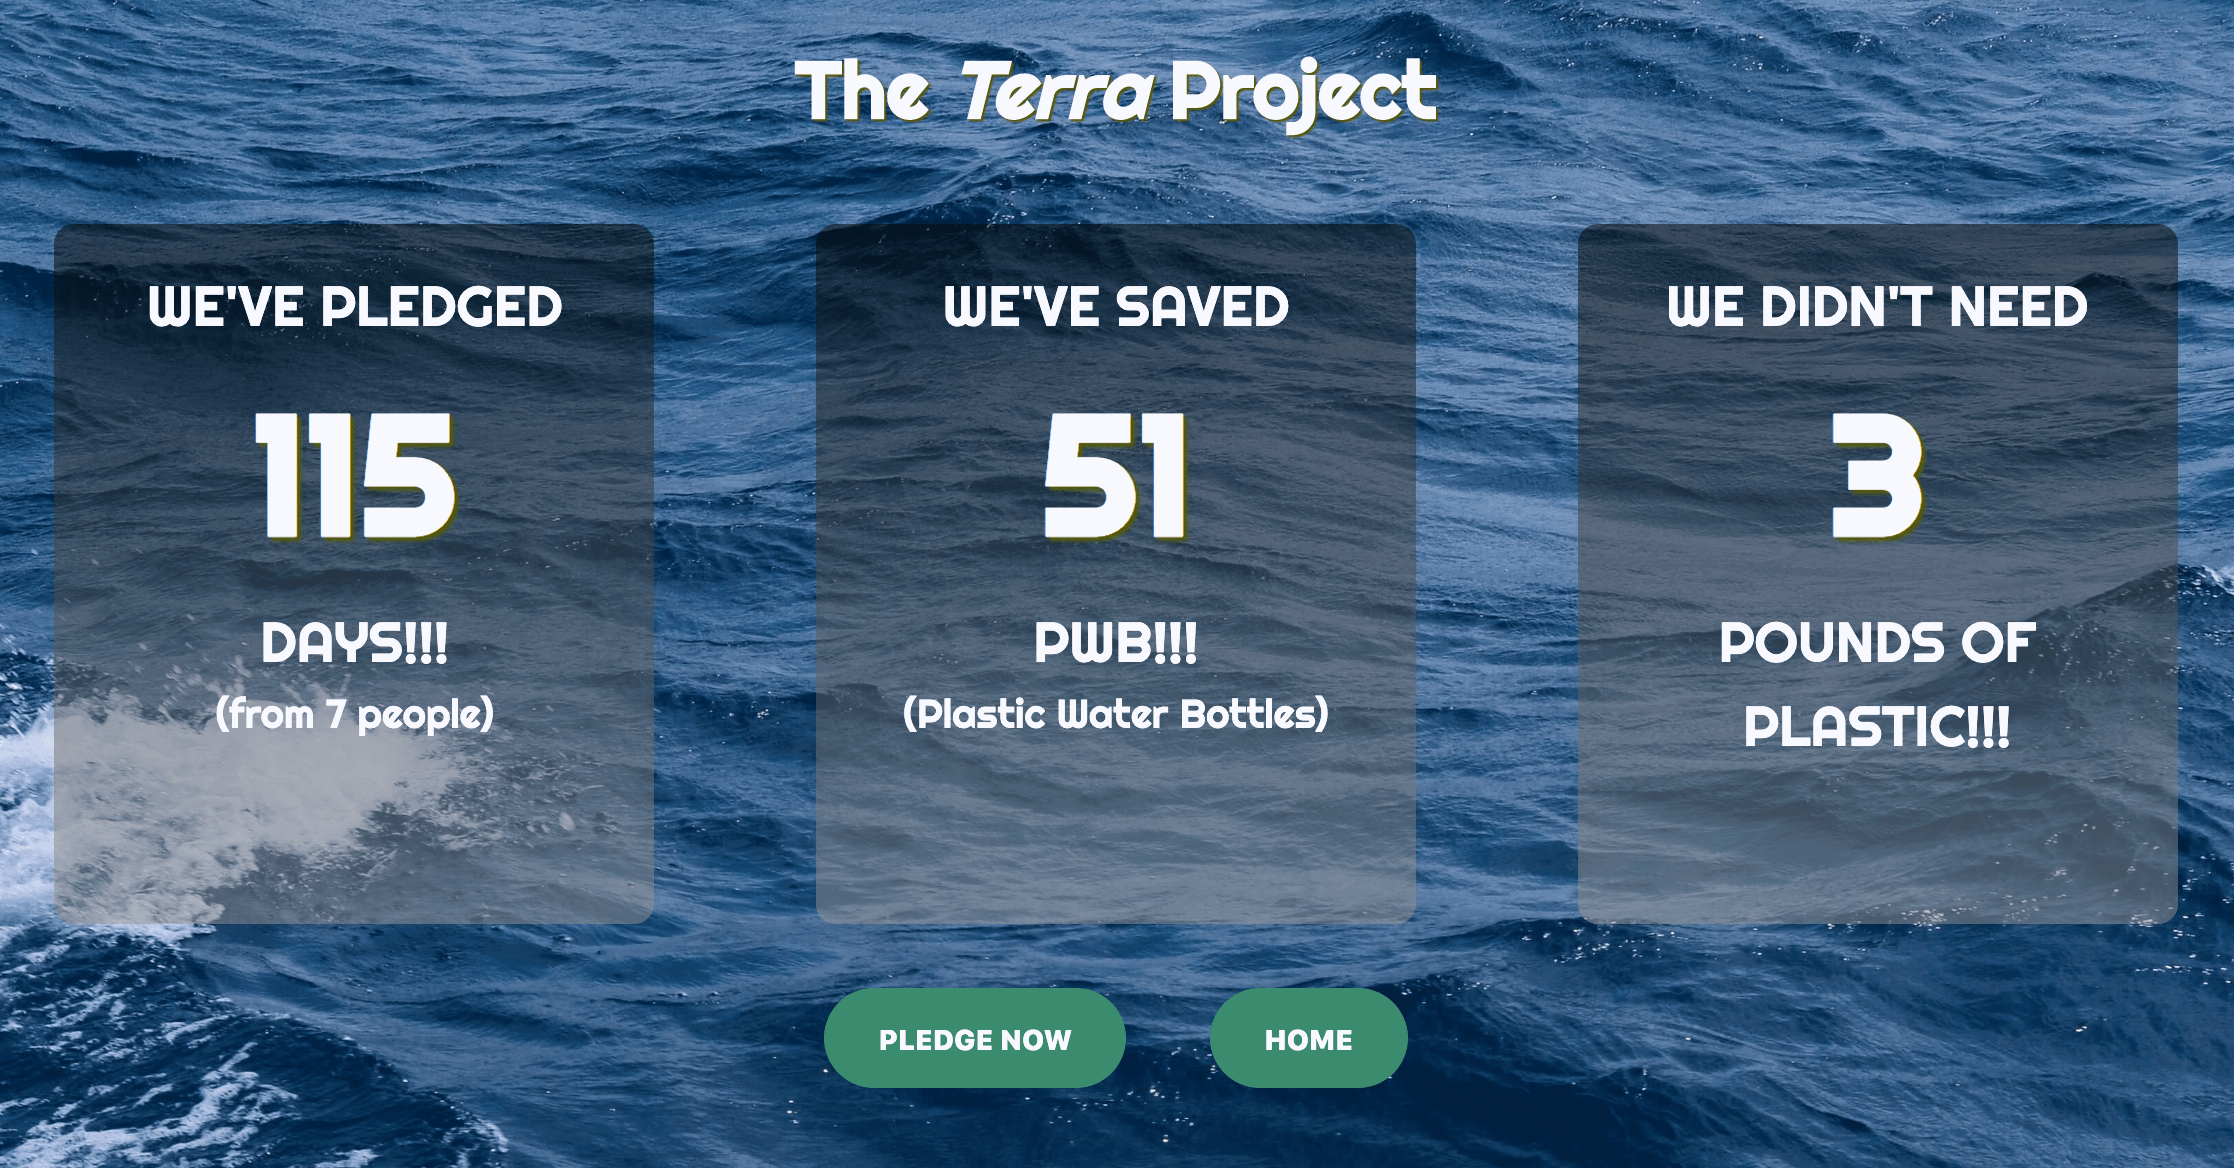 The Terra Project
WE'VE PLEDGED
115
DAYS!!!
(from 7 people)
WE'VE SAVED
51
PWB!!!
(Plastic Water Bottles)
WE DIDN'T NEED
3
POUNDS OF
PLASTIC!!!
PLEDGE NOW
HOME